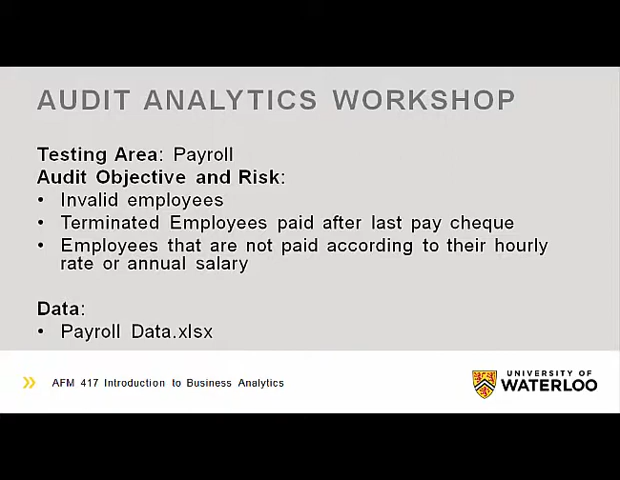 AUDIT ANALYTICS WORKSHOP
Testing Area: Payroll
Audit Objective and Risk:
• Invalid employees
• Terminated Employees paid after last pay cheque
• Employees that are not paid according to their hourly
rate or annual salary
Data:
• Payroll Data.xlsx
AFM 417 Introduction to Business Analytics
UNIVERSITY OF
WATERLOO